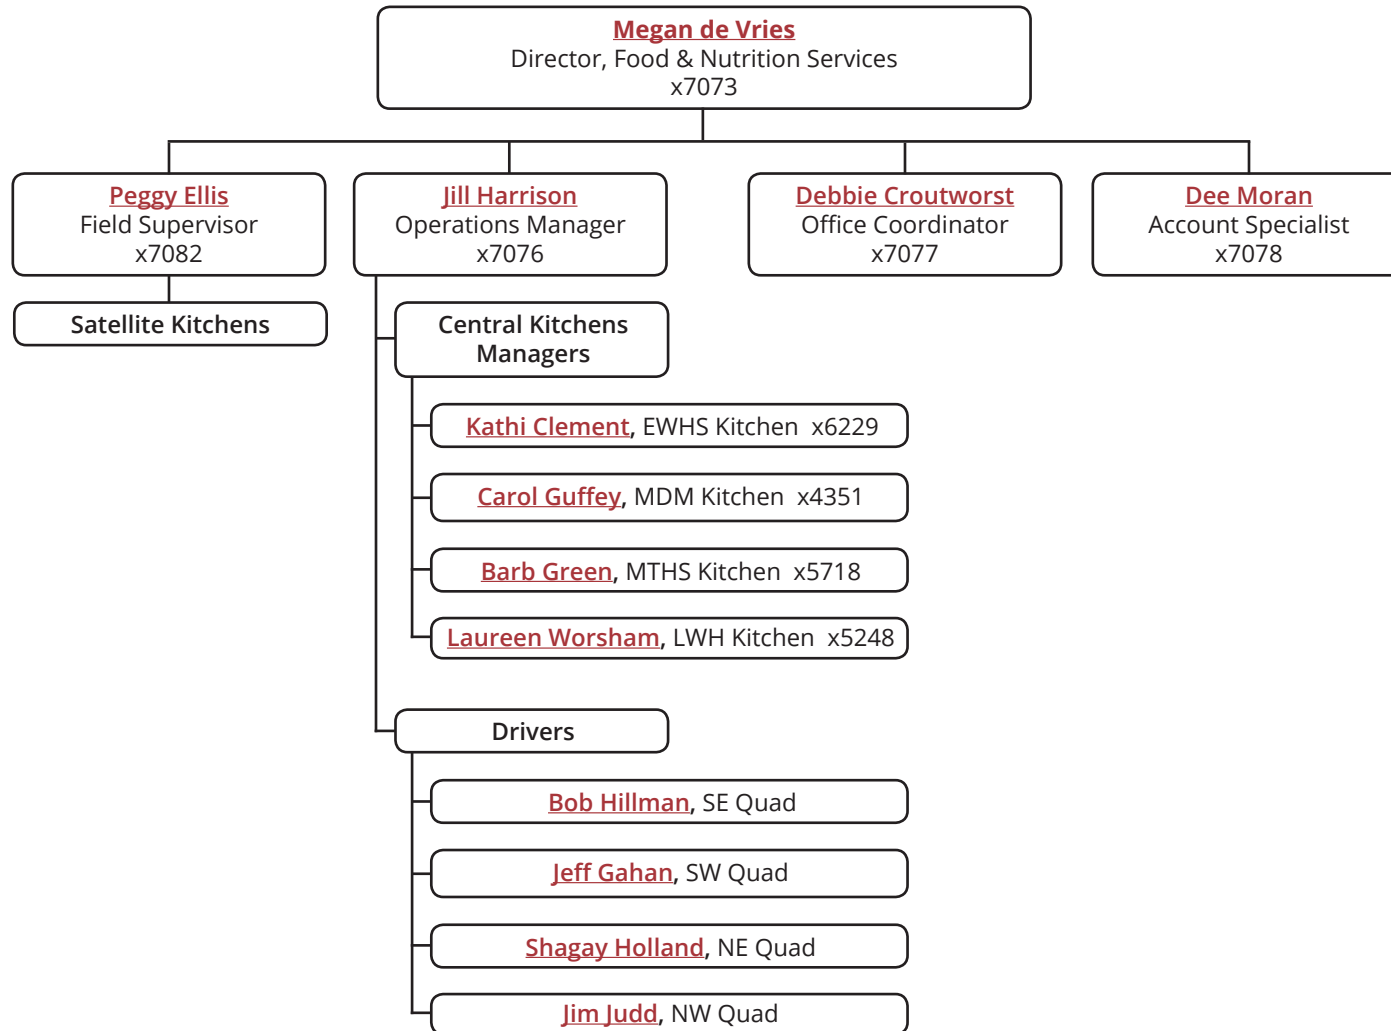 Megan de Vries
Director, Food & Nutrition Services
x7073
Peggy Ellis
Field Supervisor
x7082
Jill Harrison
Operations Manager
x7076
Debbie Croutworst
Office Coordinator
x7077
Dee Moran
Account Specialist
x7078
Satellite Kitchens
Central Kitchens
Managers
Kathi Clement, EWHS Kitchen x6229
Carol Guffey, MDM Kitchen x4351
Barb Green, MTHS Kitchen x5718
Laureen Worsham, LWH Kitchen x5248
Drivers
Bob Hillman, SE Quad
Jeff Gahan, SW Quad
Shagay Holland, NE Quad
Jim Judd, NW Quad